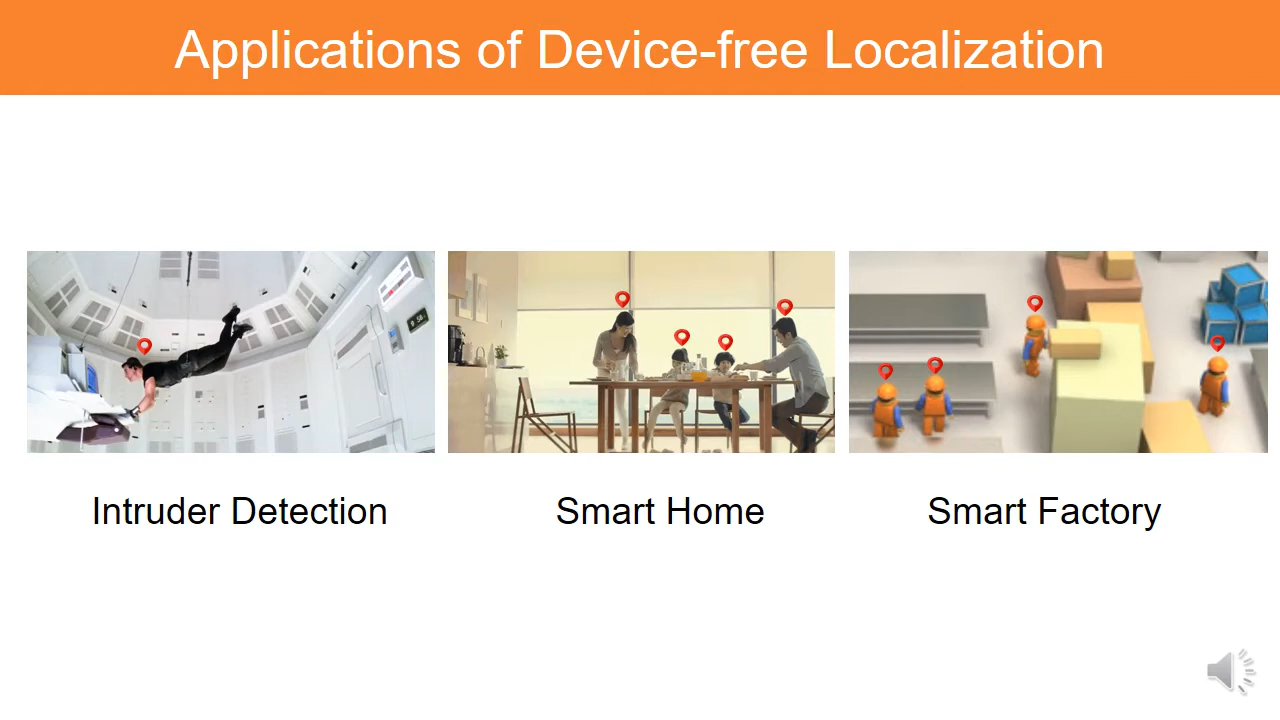 Applications of Device-free Localization
Intruder Detection
Smart Home
Smart Factory